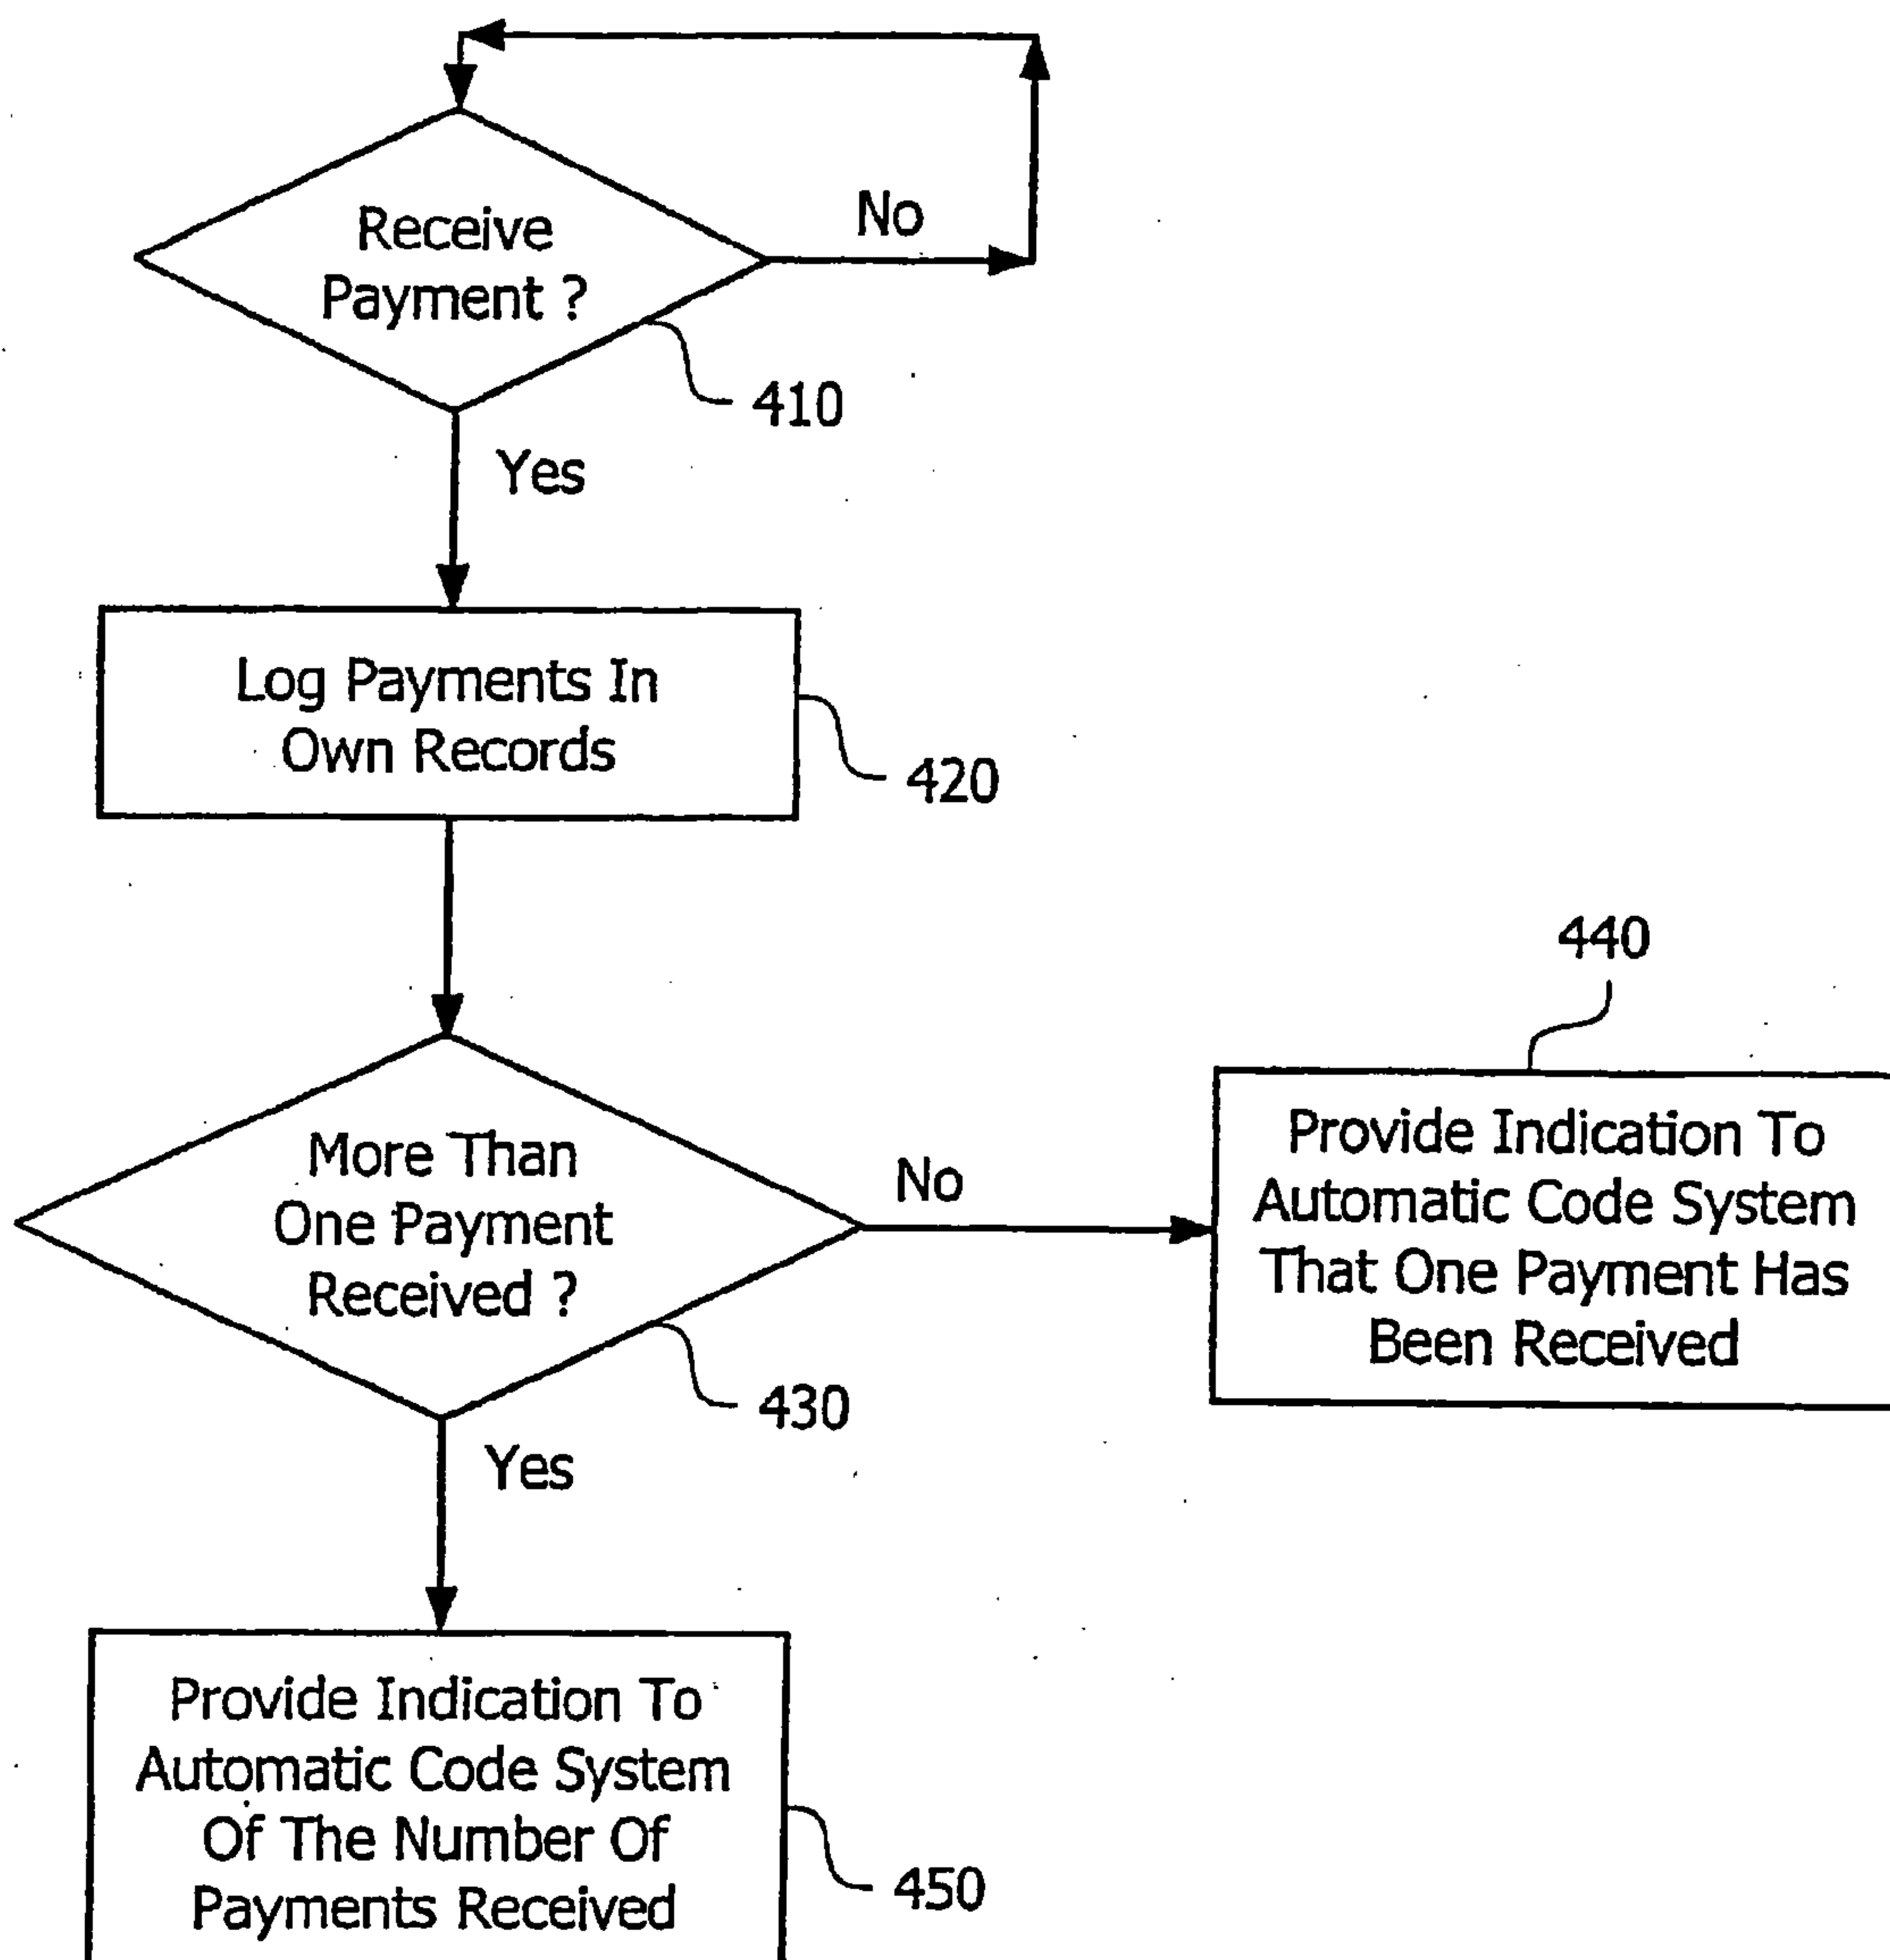 Receive
Payment ?
No
410
Yes
Log Payments In
Own Records
420
More Than
One Payment
Received ?
No
430
440
Provide Indication To
Automatic Code System
That One Payment Has
Been Received
Yes
Provide Indication To
Automatic Code System
Of The Number Of
Payments Received
450